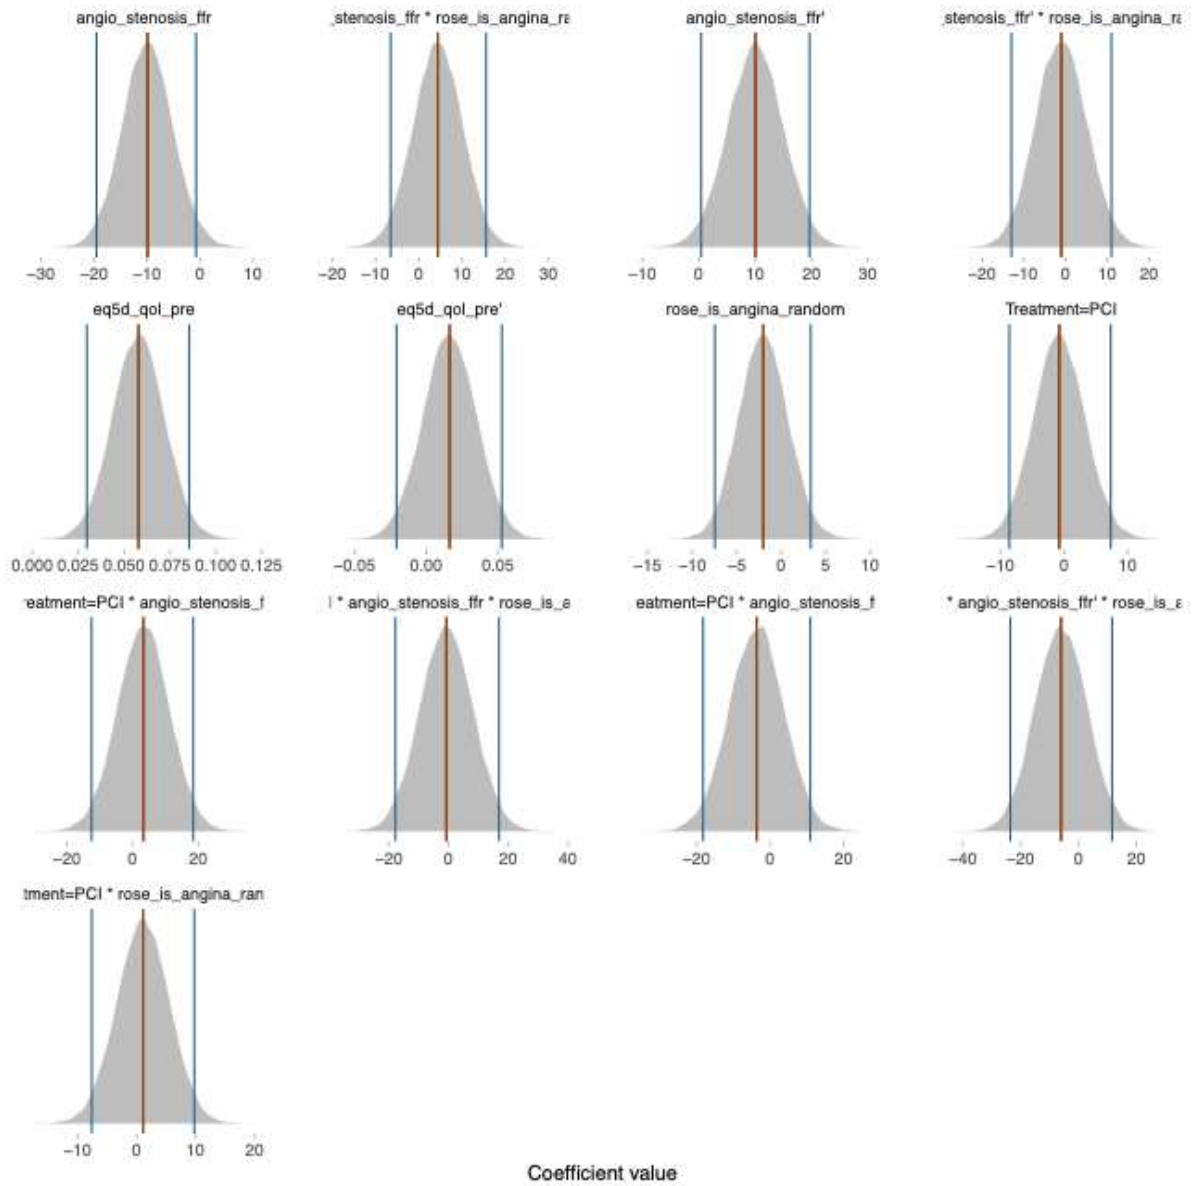 angio_stenosis_ffr
_stenosis_ffr * rose_is_angina_ra
angio_stenosis_ffr'
_stenosis_ffr' * rose_is_angina_ra
−30 −20 −10 0 10
−20 −10 0 10 20 30
−10 0 10 20 30
−20 −10 0 10 20
eq5d_qol_pre
eq5d_qol_pre'
rose_is_angina_random
Treatment=PCI
0.000 0.025 0.050 0.075 0.100 0.125
−0.05 0.00 0.05
−15 −10 −5 0 5 10
−10 0 10
eatment=PCI * angio_stenosis_f
I * angio_stenosis_ffr * rose_is_a
eatment=PCI * angio_stenosis_f
* angio_stenosis_ffr' * rose_is_a
−20 0 20
−20 0 20 40
−20 0 20
−40 −20 0 20
tment=PCI * rose_is_angina_ran
−10 0 10 20
Coefficient value